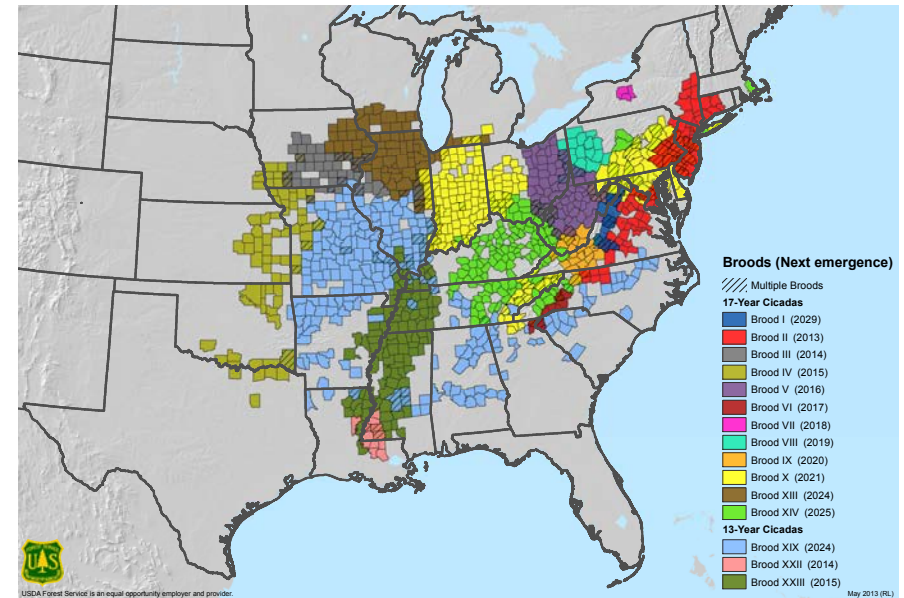 Broods (Next emergence)
Multiple Broods
17-Year Cicadas
Brood I (2029)
Brood II (2013)
Brood III (2014)
Brood IV (2015)
Brood V (2016)
Brood VI (2017)
Brood VII (2018)
Brood VIII (2019)
Brood IX (2020)
Brood X (2021)
Brood XIII (2024)
Brood XIV (2025)
13-Year Cicadas
Brood XIX (2024)
Brood XXII (2014)
Brood XXIII (2015)
U S
USDA Forest Service is an equal opportunity employer and provider.
May 2013 (RL)